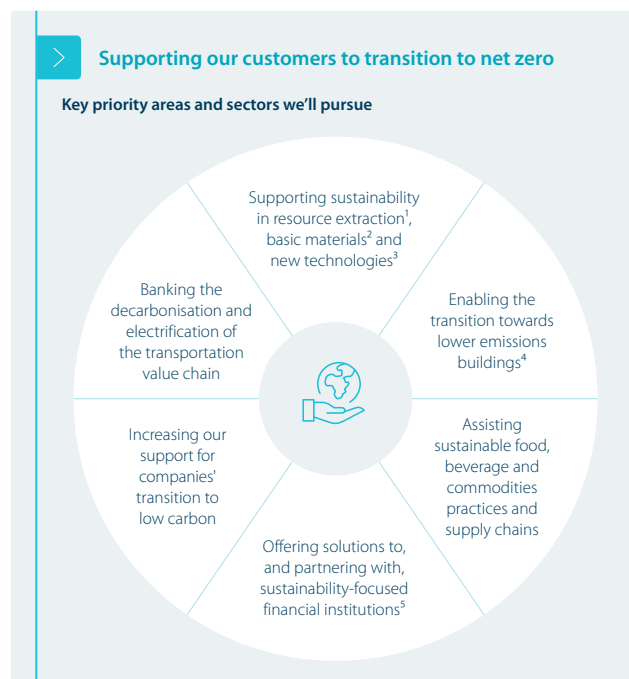 Supporting our customers to transition to net zero
Key priority areas and sectors we’ll pursue
Supporting sustainability
in resource extraction¹,
basic materials² and
new technologies³
Enabling the
transition towards
lower emissions
buildings⁴
Assisting
sustainable food,
beverage and
commodities
practices and
supply chains
Offering solutions to,
and partnering with,
sustainability-focused
financial institutions⁵
Increasing our
support for
companies'
transition to
low carbon
Banking the
decarbonisation and
electrification of
the transportation
value chain